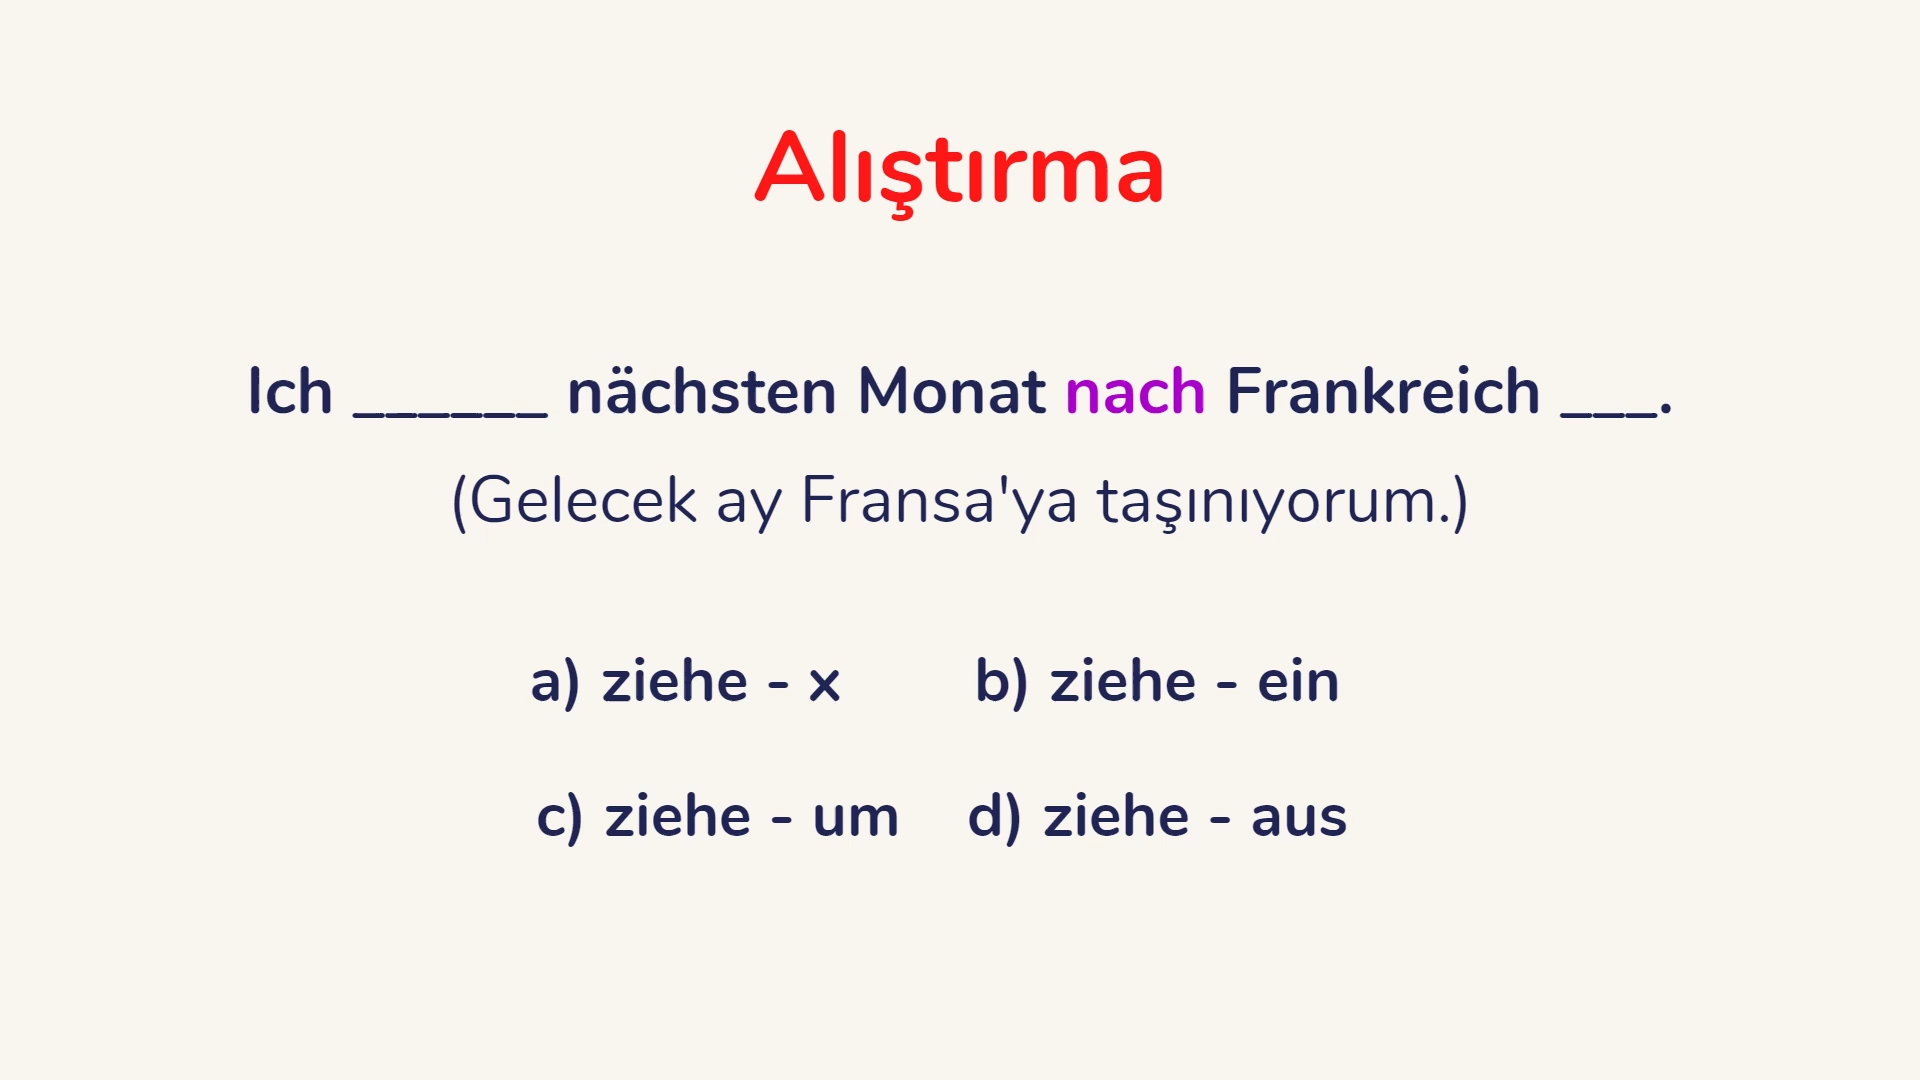 Alıştırma
Ich ______ nächsten Monat nach Frankreich ___.
(Gelecek ay Fransa'ya taşınıyorum.)
a) ziehe - x b) ziehe - ein
c) ziehe - um d) ziehe - aus